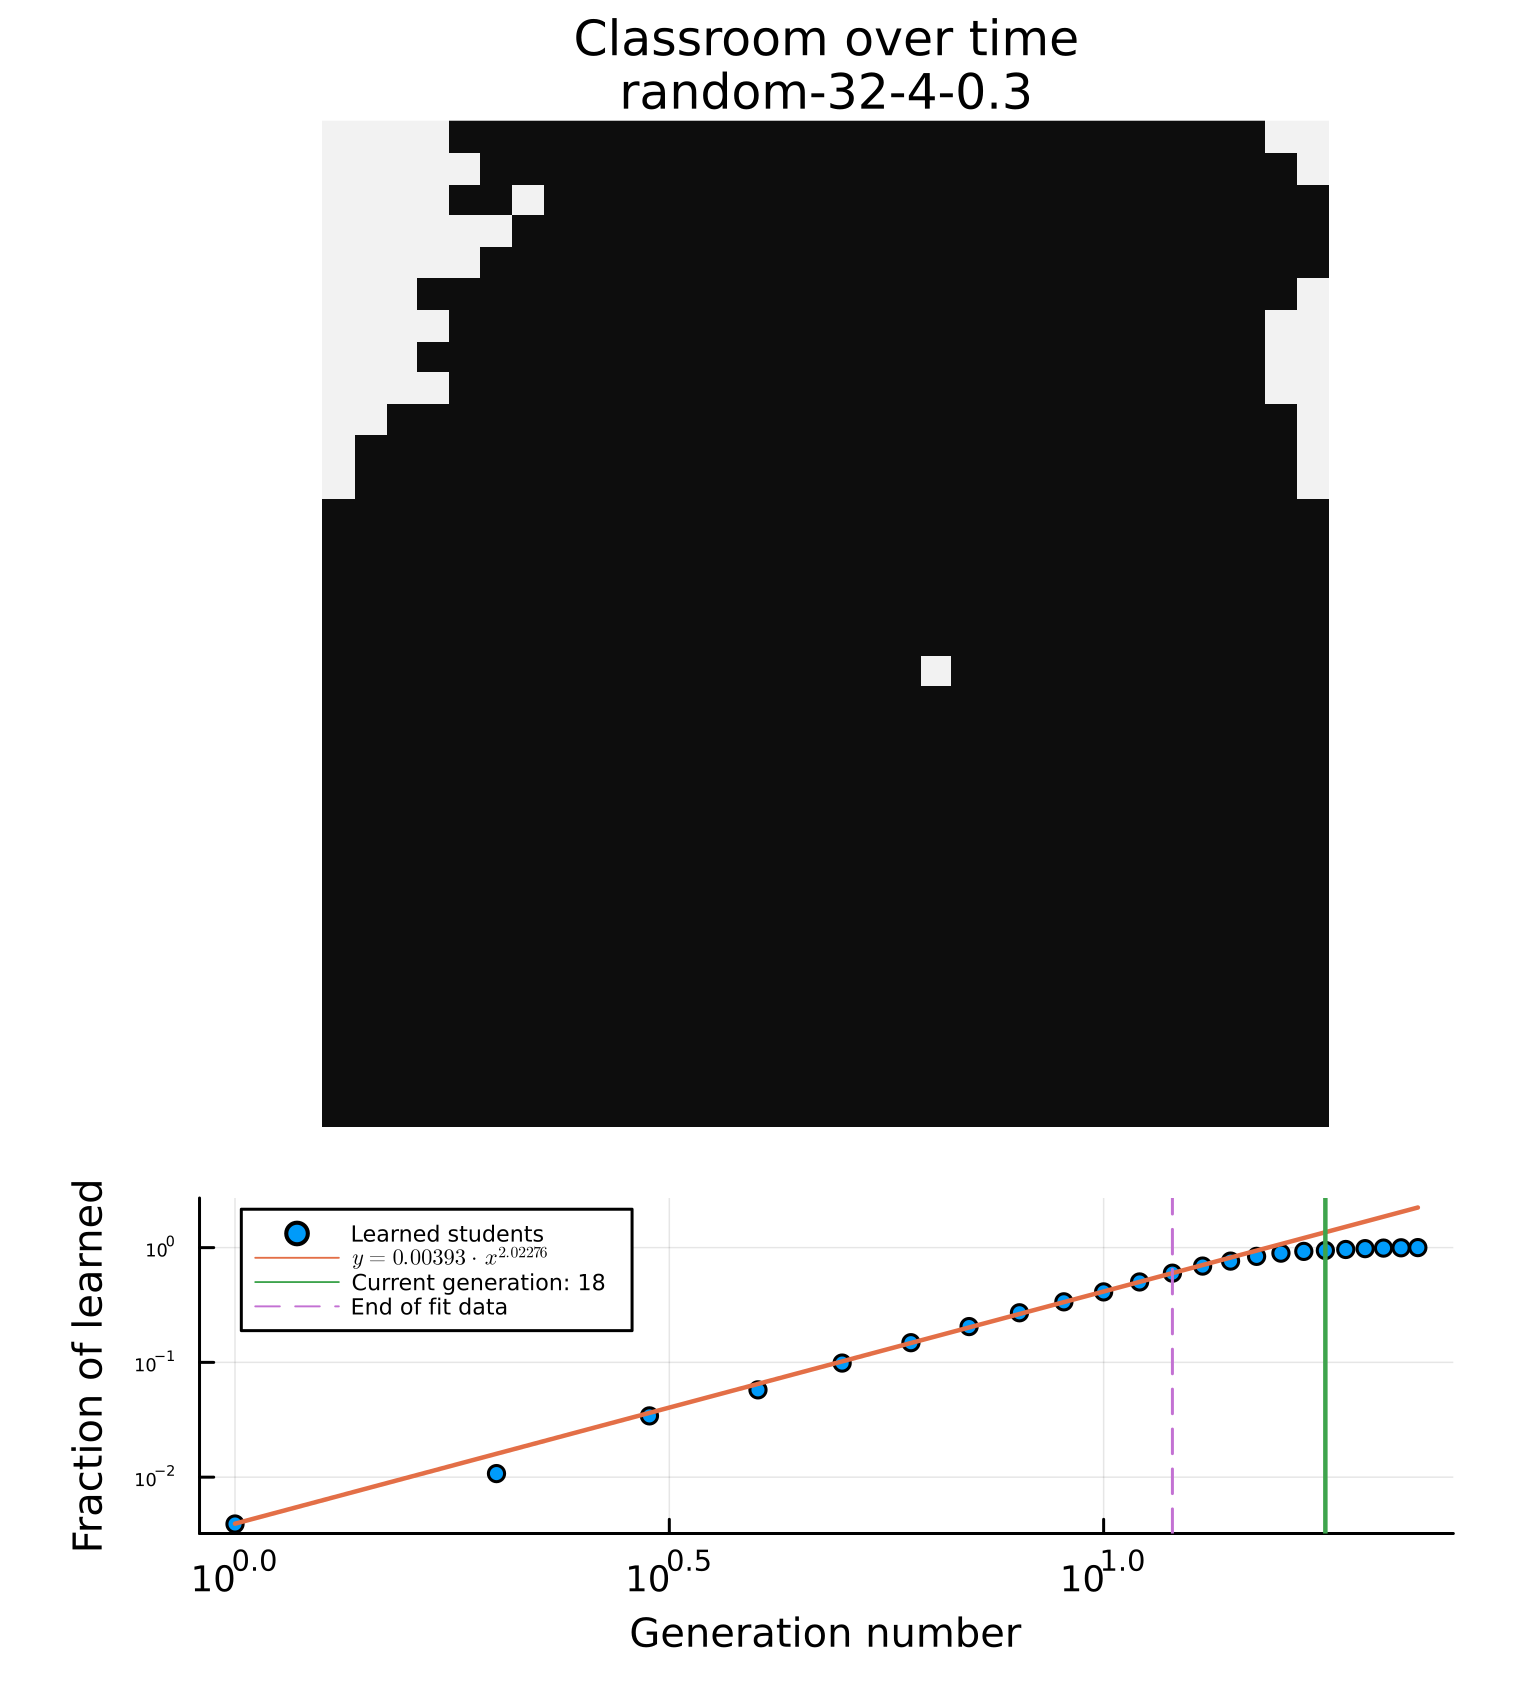 Classroom over time
random-32-4-0.3
Fraction of learned
10^0
10^-1
10^-2
Learned students
y = 0.00393 · x^2.02276
Current generation: 18
End of fit data
10^0.0
10^0.5
10^1.0
Generation number